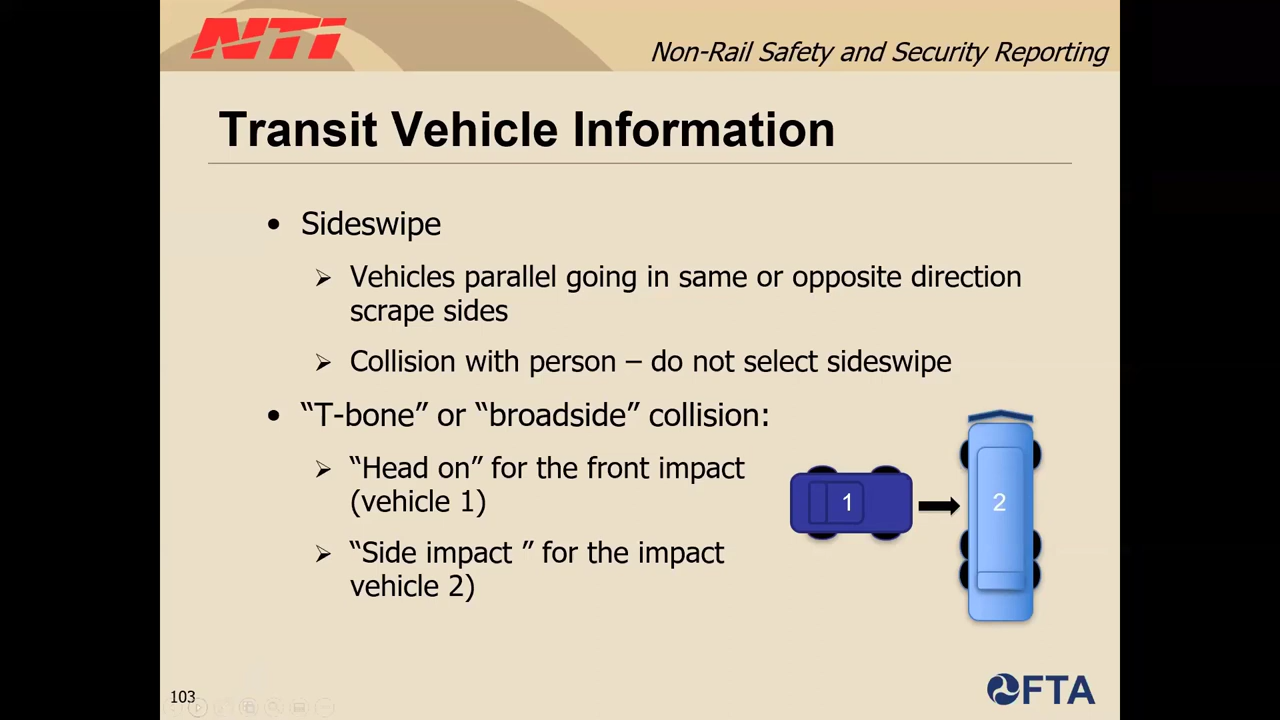 NTI
Non-Rail Safety and Security Reporting
Transit Vehicle Information
• Sideswipe
➢ Vehicles parallel going in same or opposite direction
scrape sides
➢ Collision with person – do not select sideswipe
• “T-bone” or “broadside” collision:
➢ “Head on” for the front impact
(vehicle 1)
➢ “Side impact ” for the impact
vehicle 2)
1
2
103
FTA